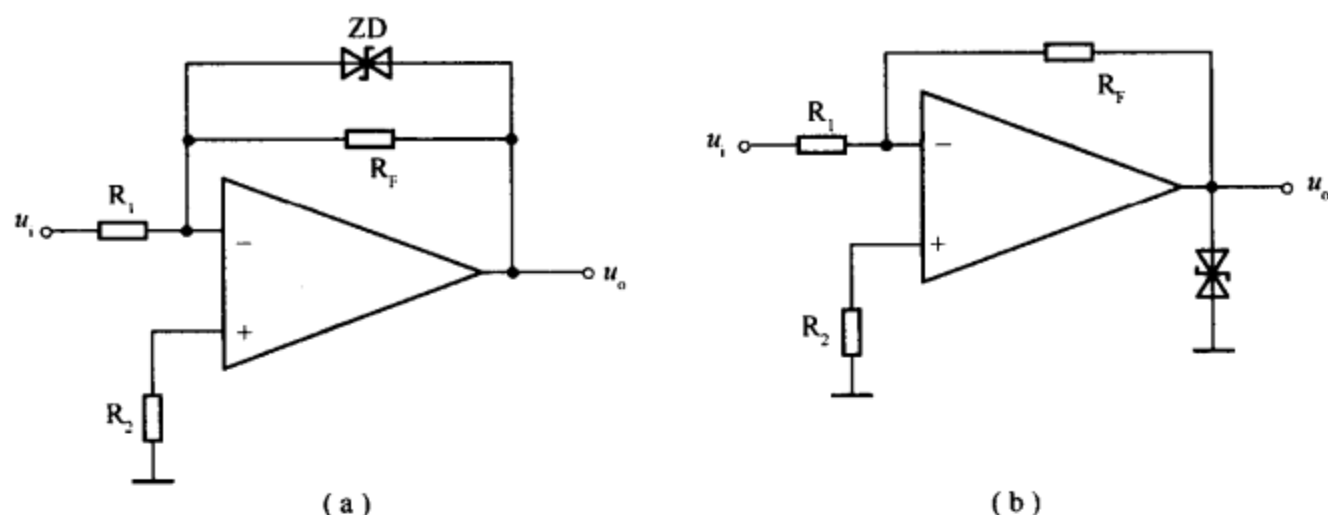 ZD
R_F
R_1
u_i
−
u_o
+
R_2
(a)
R_F
R_1
u_i
−
u_o
+
R_2
(b)